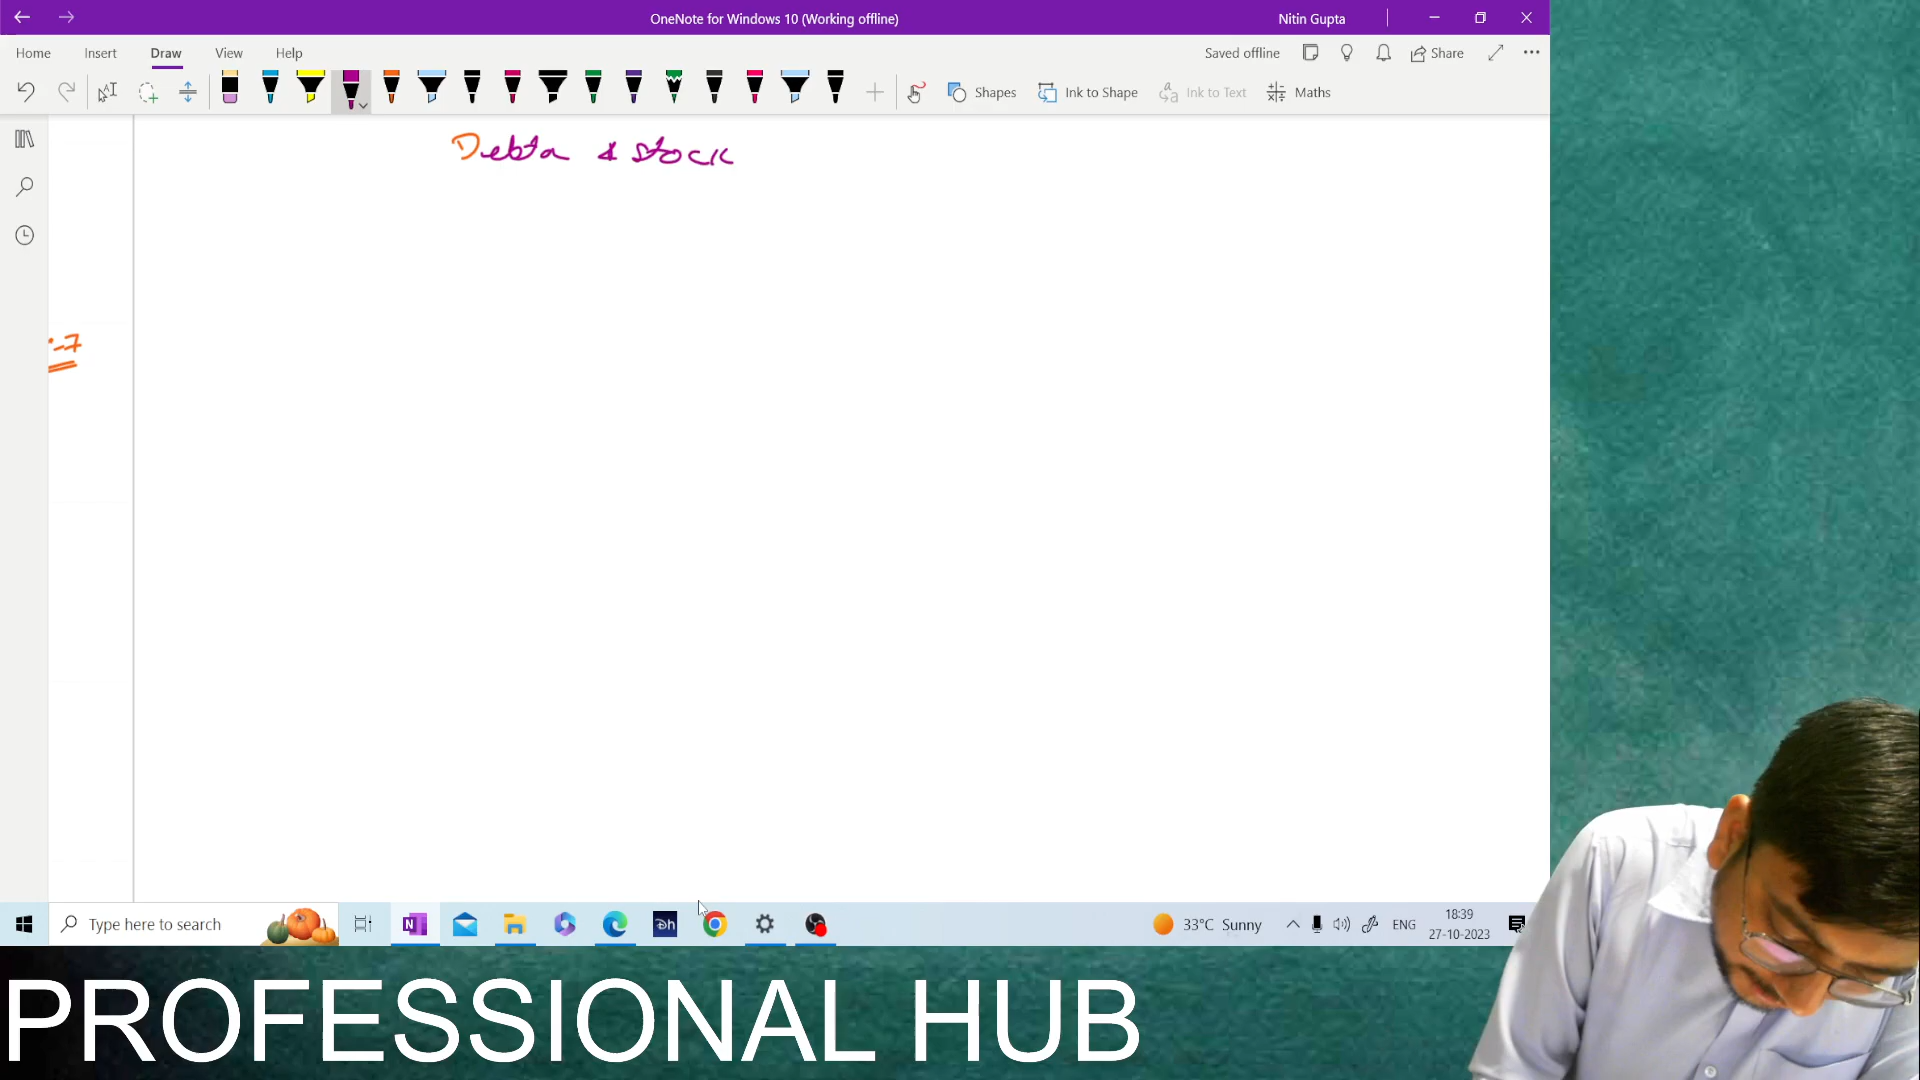 OneNote for Windows 10 (Working offline)
Nitin Gupta
Home Insert Draw View Help
Saved offline
Share
Shapes
Ink to Shape
Ink to Text
Maths
Debta & Stock
-7
Type here to search
N
Dh
33°C Sunny
ENG
18:39
27-10-2023
PROFESSIONAL HUB